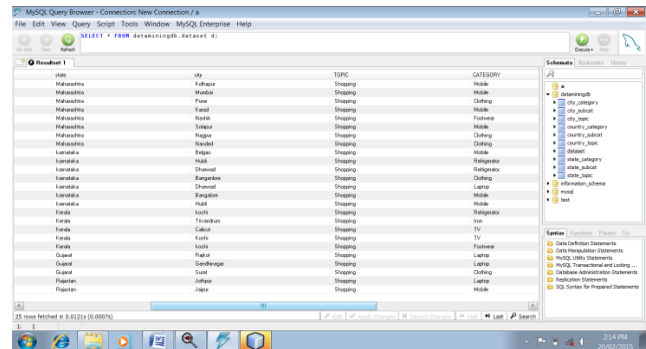 MySQL Query Browser - Connection: New Connection / a
File Edit View Query Script Tools Window MySQL Enterprise Help
Go back Next Refresh
SELECT * FROM dataminingdb.dataset d;
Execute Stop
Resultset 1
Schemata Bookmarks History
state city TOPIC CATEGORY
Maharashtra Kolhapur Shopping Mobile
Maharashtra Mumbai Shopping Mobile
Maharashtra Pune Shopping Clothing
Maharashtra Karad Shopping Mobile
Maharashtra Nashik Shopping Footwear
Maharashtra Solapur Shopping Mobile
Maharashtra Nagpur Shopping Clothing
Maharashtra Nanded Shopping Clothing
karnataka Belgao Shopping Mobile
karnataka Hubli Shopping Refrigerator
karnataka Dharwad Shopping Refrigerator
karnataka Shopping Clothing
karnataka Dharwad Shopping Laptop
karnataka Bangalore Shopping Mobile
karnataka Hubli Shopping Mobile
Kerala kochi Shopping Refrigerator
Kerala Trivandrum Shopping Iron
Kerala Calicut Shopping TV
Kerala Kochi Shopping TV
Kerala kochi Shopping Footwear
Gujarat Rajkot Shopping Laptop
Gujarat Gandhinagar Shopping Laptop
Gujarat Surat Shopping Clothing
Rajastan Jothpur Shopping Laptop
Rajastan Jaipur Shopping Mobile
a
dataminingdb
city_category
city_subcat
city_topic
country_category
country_subcat
country_topic
dataset
state_category
state_subcat
state_topic
information_schema
mysql
test
Syntax Functions Params Trx
Data Definition Statements
Data Manipulation Statements
MySQL Utility Statements
MySQL Transactional and Locking ...
Database Administration Statements
Replication Statements
SQL Syntax for Prepared Statements
25 rows fetched in 0.0121s (0.0007s)
Edit Apply Changes Discard Changes First Last Search
1: 1
2:14 PM
20/02/2015